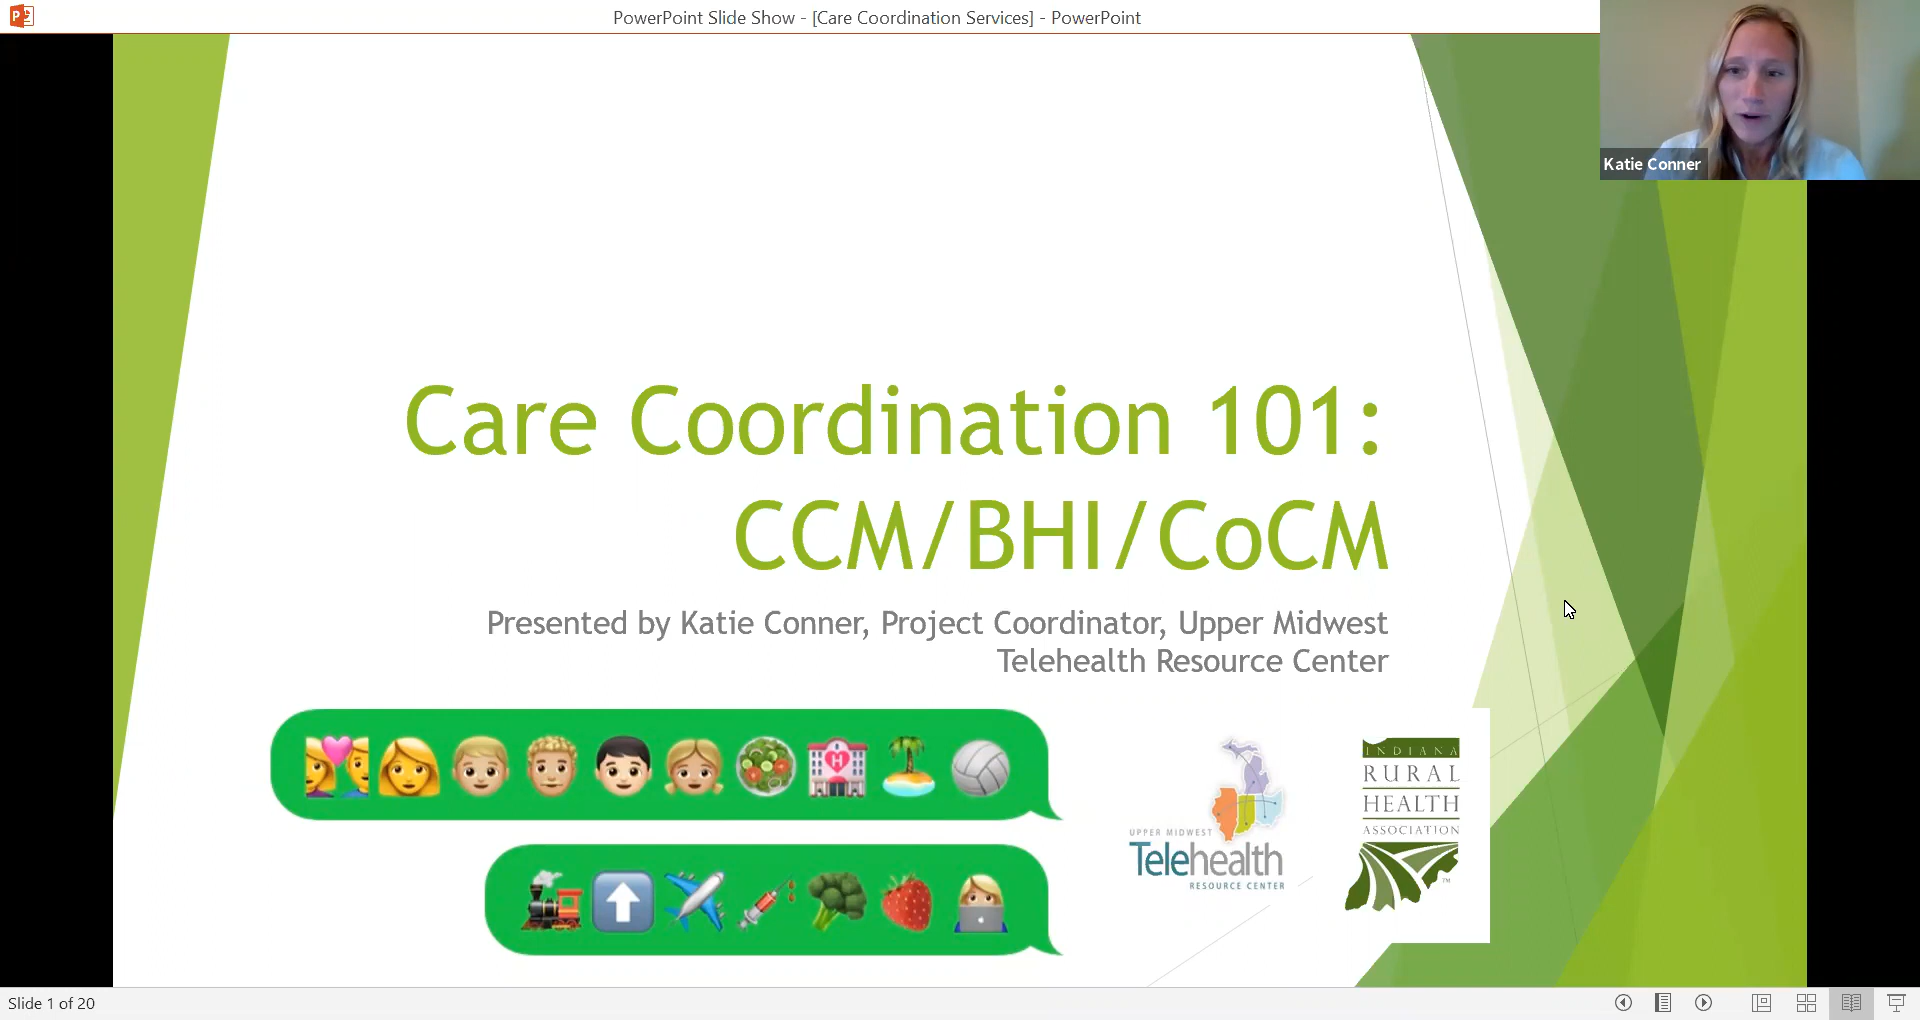 PowerPoint Slide Show - [Care Coordination Services] - PowerPoint
Katie Conner
Care Coordination 101:
CCM/BHI/CoCM
Presented by Katie Conner, Project Coordinator, Upper Midwest
Telehealth Resource Center
UPPER MIDWEST
Telehealth
RESOURCE CENTER
INDIANA
RURAL
HEALTH
ASSOCIATION
TM
Slide 1 of 20